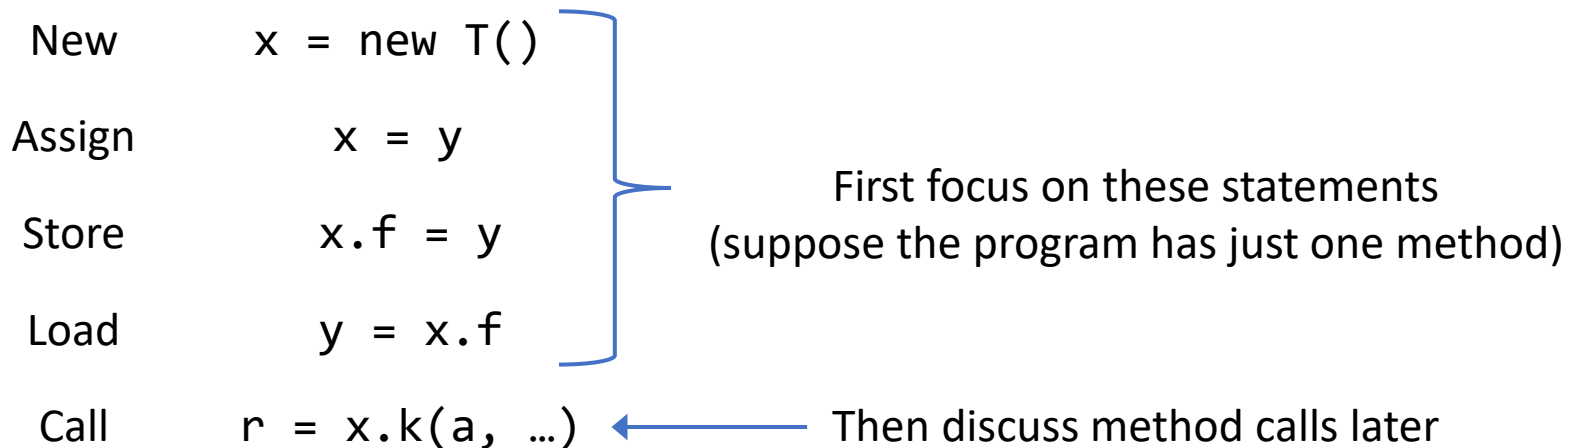 New x = new T()
Assign x = y
First focus on these statements
Store x.f = y
(suppose the program has just one method)
Load y = x.f
Call r = x.k(a, …) Then discuss method calls later